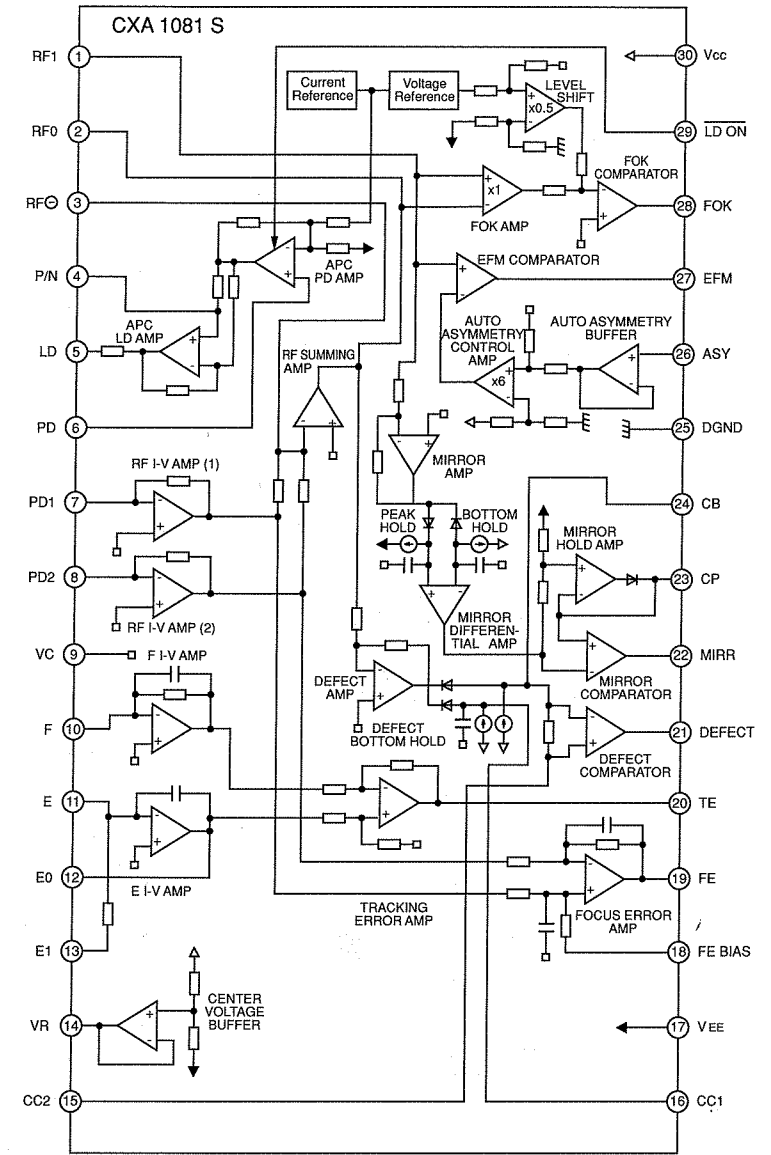 CXA 1081 S
RF1
1
30
Vcc
Current
Reference
Voltage
Reference
LEVEL
SHIFT
x0.5
RF0
2
29
LD ON
FOK
COMPARATOR
RF⊖
3
x1
FOK AMP
28
FOK
P/N
4
APC
PD AMP
EFM COMPARATOR
27
EFM
APC
LD AMP
LD
5
RF SUMMING
AMP
AUTO
ASYMMETRY
CONTROL
AMP
x6
AUTO ASYMMETRY
BUFFER
26
ASY
PD
6
25
DGND
MIRROR
AMP
RF I-V AMP (1)
PD1
7
PEAK
HOLD
BOTTOM
HOLD
24
CB
MIRROR
HOLD AMP
PD2
8
23
CP
RF I-V AMP (2)
MIRROR
DIFFEREN-
TIAL AMP
VC
9
F I-V AMP
22
MIRR
MIRROR
COMPARATOR
DEFECT
AMP
F
10
DEFECT
BOTTOM HOLD
21
DEFECT
DEFECT
COMPARATOR
E
11
20
TE
E0
12
E I-V AMP
19
FE
TRACKING
ERROR AMP
FOCUS ERROR
AMP
E1
13
18
FE BIAS
CENTER
VOLTAGE
BUFFER
VR
14
17
VEE
CC2
15
16
CC1